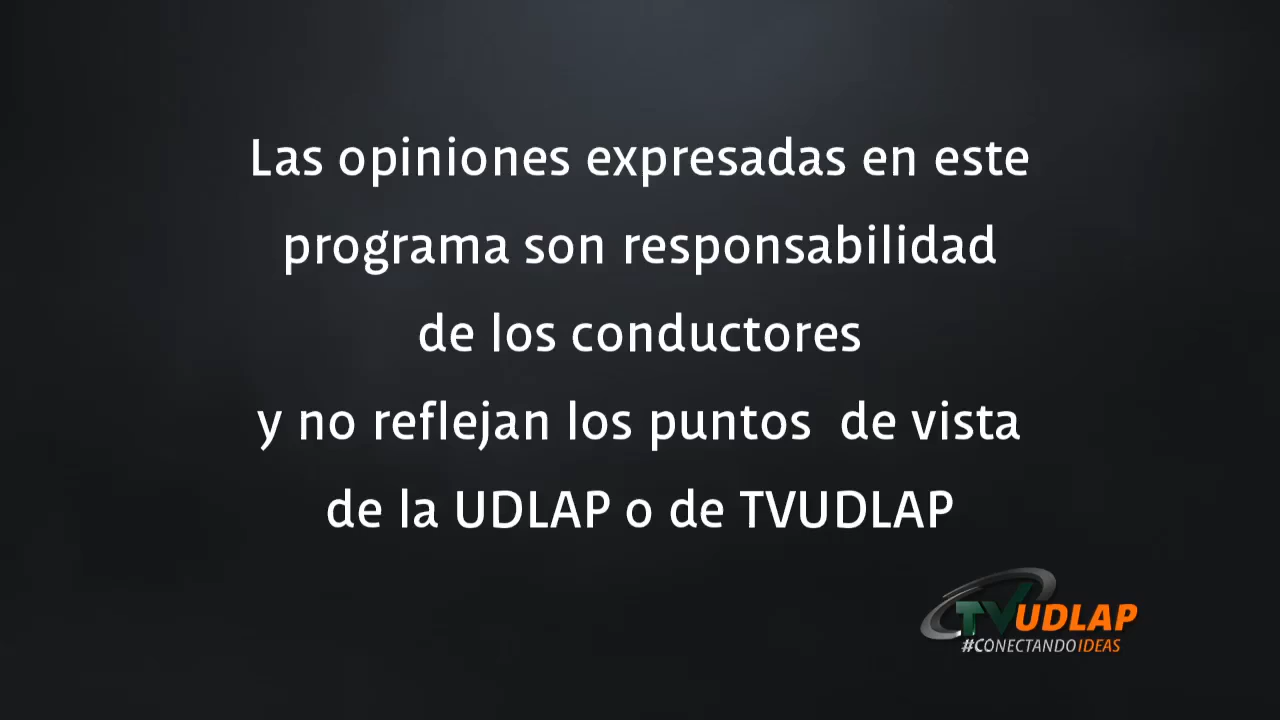 Las opiniones expresadas en este
programa son responsabilidad
de los conductores
y no reflejan los puntos  de vista
de la UDLAP o de TVUDLAP
TVUDLAP
#CONECTANDOIDEAS